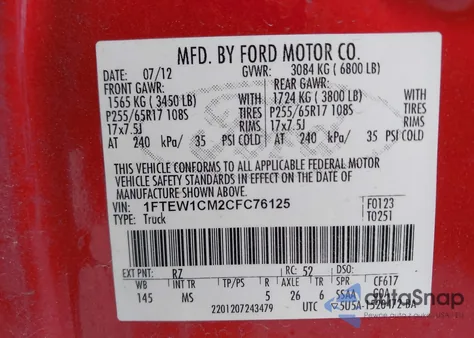 MFD. BY FORD MOTOR CO.
DATE: 07/12 GVWR: 3084 KG ( 6800 LB)
FRONT GAWR: REAR GAWR:
1565 KG ( 3450 LB) WITH 1724 KG ( 3800 LB) WITH
P255/65R17 108S TIRES P255/65R17 108S TIRES
17x7.5J RIMS 17x7.5J RIMS
AT 240 kPa/ 35 PSI COLD AT 240 kPa/ 35 PSI COLD
THIS VEHICLE CONFORMS TO ALL APPLICABLE FEDERAL MOTOR
VEHICLE SAFETY STANDARDS IN EFFECT ON THE DATE OF
MANUFACTURE SHOWN ABOVE.
VIN: 1FTEW1CM2CFC76125 F0123
TYPE: Truck T0251
EXT PNT: RZ RC: 52 DSO:
WB INT TR TP/PS R AXLE TR SPR CF617
145 MS 5 26 6 SSAA
2201207243479 UTC
autoSnap